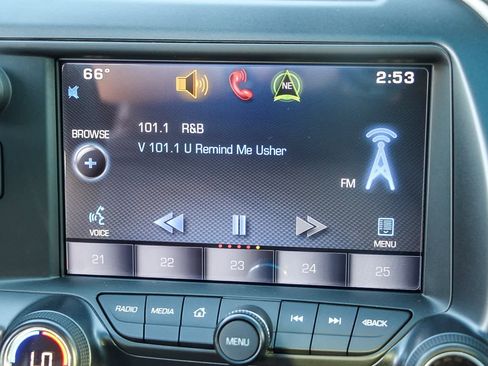 66° NE 2:53
101.1 R&B
BROWSE
V 101.1 U Remind Me Usher
FM
VOICE MENU
21 22 23 24 25
RADIO MEDIA BACK
MENU